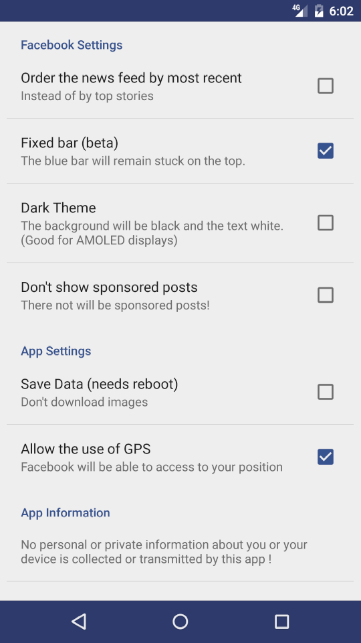 4G 6:02
Facebook Settings
Order the news feed by most recent
Instead of by top stories
Fixed bar (beta)
The blue bar will remain stuck on the top.
Dark Theme
The background will be black and the text white.
(Good for AMOLED displays)
Don't show sponsored posts
There not will be sponsored posts!
App Settings
Save Data (needs reboot)
Don't download images
Allow the use of GPS
Facebook will be able to access to your position
App Information
No personal or private information about you or your
device is collected or transmitted by this app !